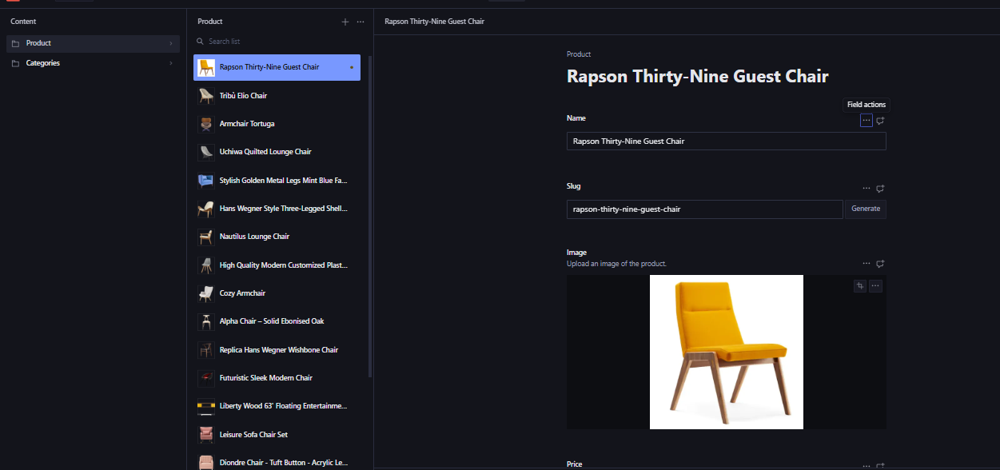 Content
Product
Categories
Product
Search list
Rapson Thirty-Nine Guest Chair
Tribù Elio Chair
Armchair Tortuga
Uchiwa Quilted Lounge Chair
Stylish Golden Metal Legs Mint Blue Fa...
Hans Wegner Style Three-Legged Shell...
Nautilus Lounge Chair
High Quality Modern Customized Plast...
Cozy Armchair
Alpha Chair – Solid Ebonised Oak
Replica Hans Wegner Wishbone Chair
Futuristic Sleek Modern Chair
Liberty Wood 63' Floating Entertainme...
Leisure Sofa Chair Set
Diondre Chair - Tuft Button - Acrylic Le...
Rapson Thirty-Nine Guest Chair
Product
Rapson Thirty-Nine Guest Chair
Field actions
Name
Rapson Thirty-Nine Guest Chair
Slug
rapson-thirty-nine-guest-chair
Generate
Image
Upload an image of the product.
Price